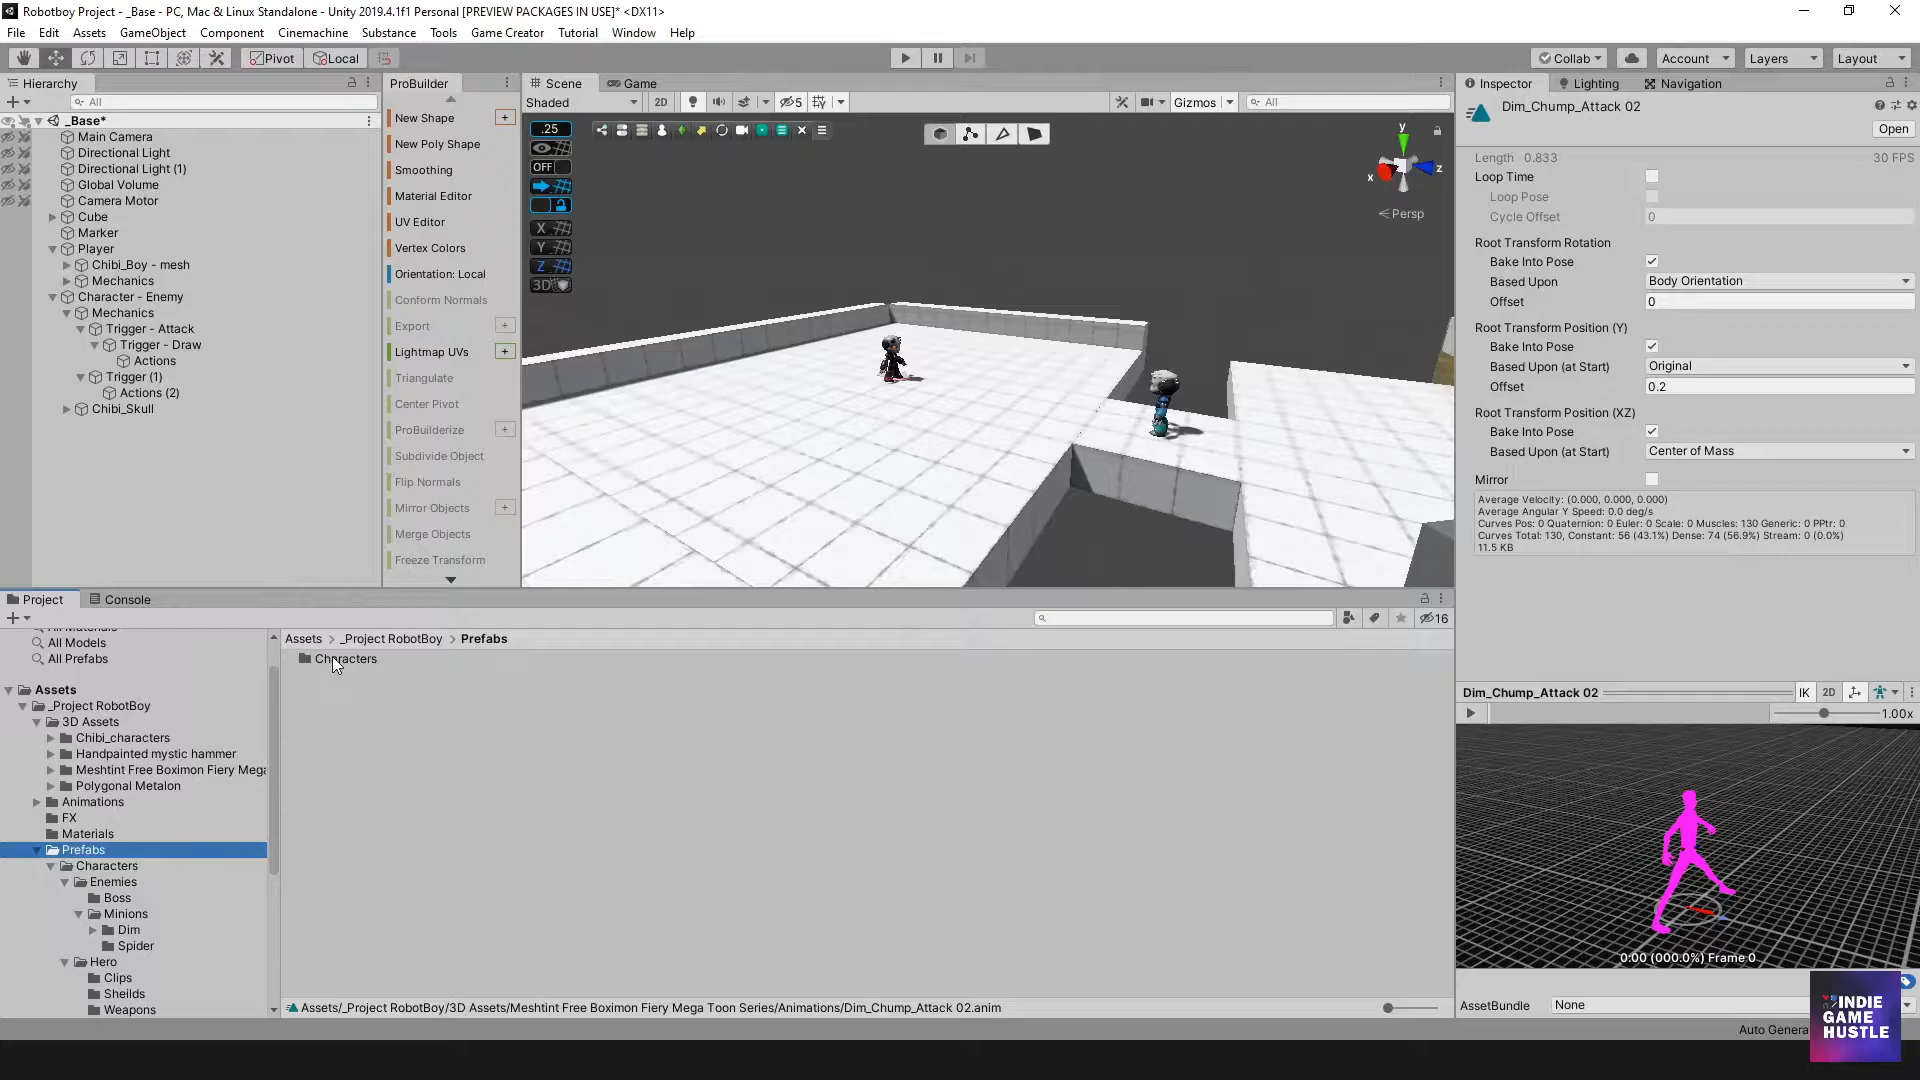 Robotboy Project - _Base - PC, Mac & Linux Standalone - Unity 2019.4.1f1 Personal [PREVIEW PACKAGES IN USE]* <DX11>
File Edit Assets GameObject Component Cinemachine Substance Tools Game Creator Tutorial Window Help
Pivot Local Collab Account Layers Layout
Hierarchy
All
_Base*
Main Camera
Directional Light
Directional Light (1)
Global Volume
Camera Motor
Cube
Marker
Player
Chibi_Boy - mesh
Mechanics
Character - Enemy
Mechanics
Trigger - Attack
Trigger - Draw
Actions
Trigger (1)
Actions (2)
Chibi_Skull
ProBuilder
New Shape
New Poly Shape
Smoothing
Material Editor
UV Editor
Vertex Colors
Orientation: Local
Conform Normals
Export
Lightmap UVs
Triangulate
Center Pivot
ProBuilderize
Subdivide Object
Flip Normals
Mirror Objects
Merge Objects
Freeze Transform
Scene Game
Shaded 2D 5 Gizmos All
.25
OFF
X
Y
Z
3D
y
x
z
Persp
Inspector Lighting Navigation
Dim_Chump_Attack 02
Open
Length 0.833 30 FPS
Loop Time
Loop Pose
Cycle Offset 0
Root Transform Rotation
Bake Into Pose
Based Upon Body Orientation
Offset 0
Root Transform Position (Y)
Bake Into Pose
Based Upon (at Start) Original
Offset 0.2
Root Transform Position (XZ)
Bake Into Pose
Based Upon (at Start) Center of Mass
Mirror
Average Velocity: (0.000, 0.000, 0.000)
Average Angular Y Speed: 0.0 deg/s
Curves Pos: 0 Quaternion: 0 Euler: 0 Scale: 0 Muscles: 130 Generic: 0 PPtr: 0
Curves Total: 130, Constant: 56 (43.1%) Dense: 74 (56.9%) Stream: 0 (0.0%)
11.5 KB
Dim_Chump_Attack 02 IK 2D
1.00x
0:00 (000.0%) Frame 0
AssetBundle None
Auto Genera
INDIE
GAME
HUSTLE
Project Console
16
All Materials
All Models
All Prefabs
Assets
_Project RobotBoy
3D Assets
Chibi_characters
Handpainted mystic hammer
Meshtint Free Boximon Fiery Mega
Polygonal Metalon
Animations
FX
Materials
Prefabs
Characters
Enemies
Boss
Minions
Dim
Spider
Hero
Clips
Sheilds
Weapons
Assets > _Project RobotBoy > Prefabs
Characters
Assets/_Project RobotBoy/3D Assets/Meshtint Free Boximon Fiery Mega Toon Series/Animations/Dim_Chump_Attack 02.anim